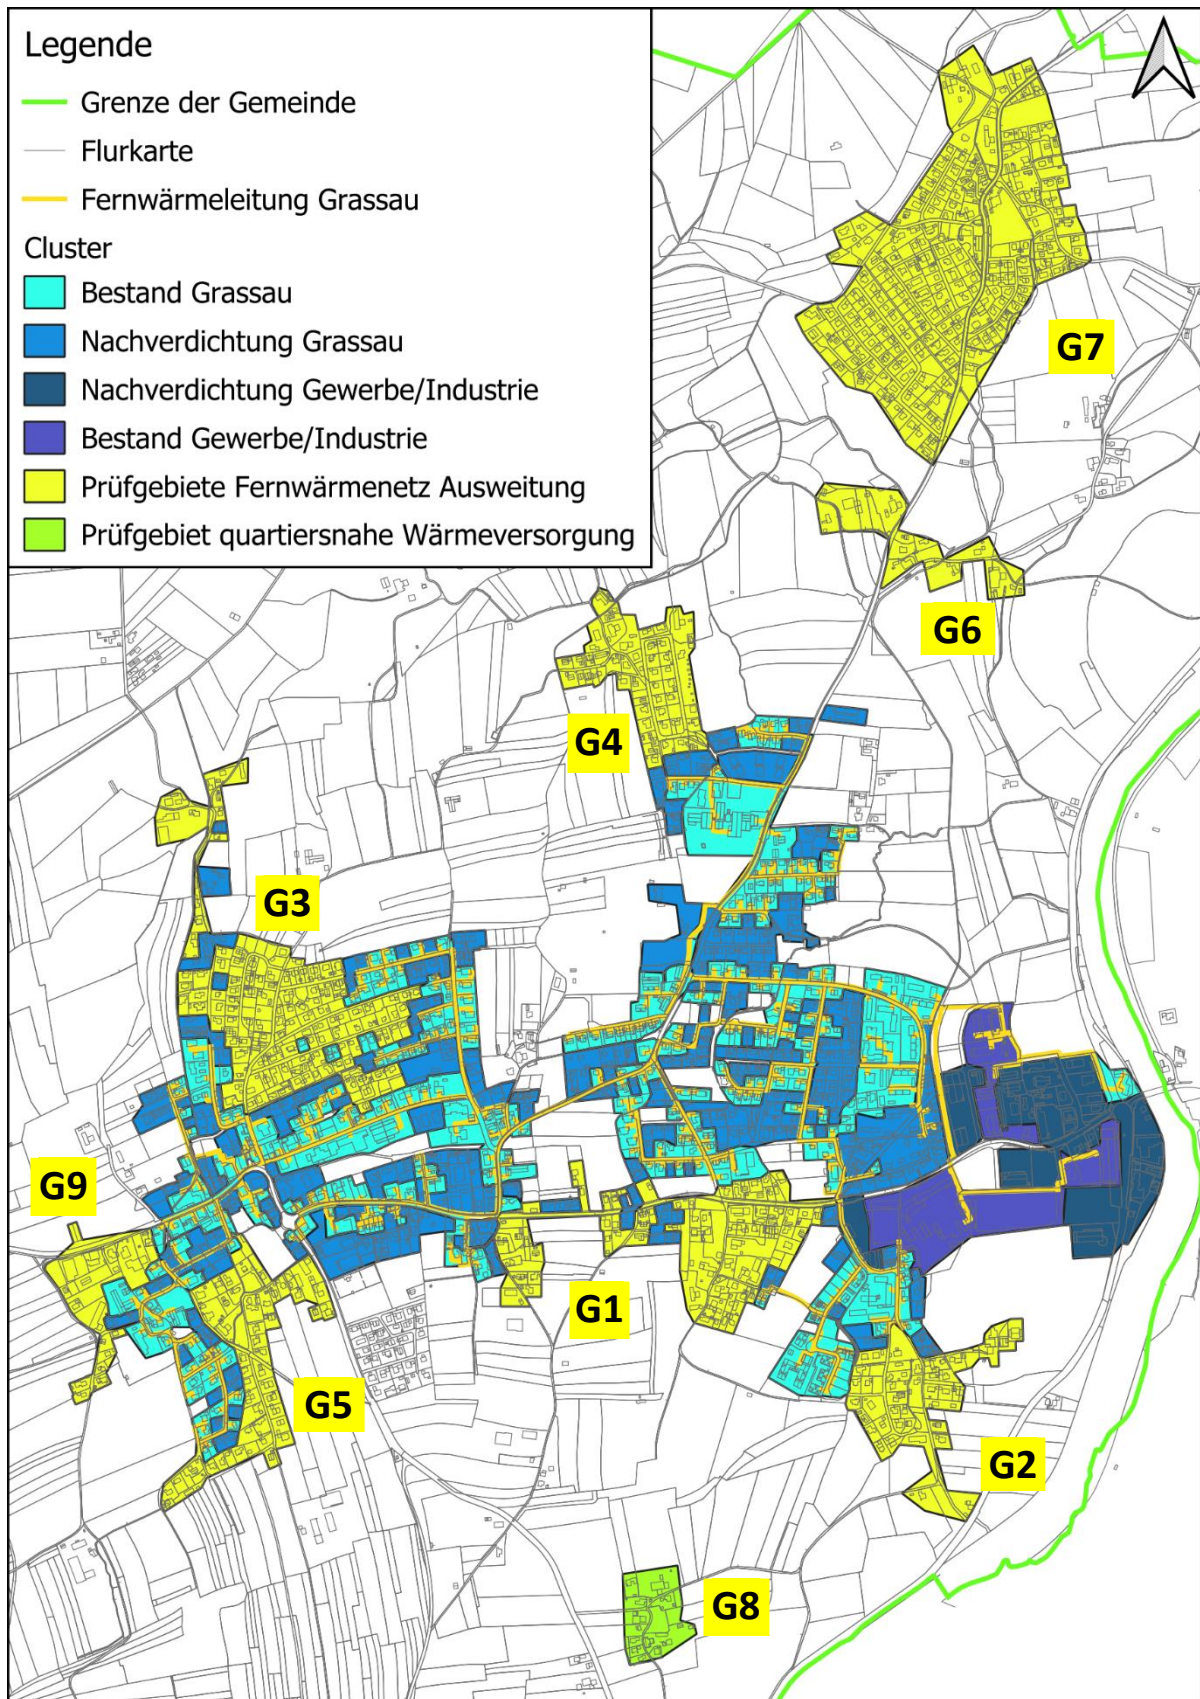 Legende
Grenze der Gemeinde
Flurkarte
Fernwärmeleitung Grassau
Cluster
Bestand Grassau
Nachverdichtung Grassau
Nachverdichtung Gewerbe/Industrie
Bestand Gewerbe/Industrie
Prüfgebiete Fernwärmenetz Ausweitung
Prüfgebiet quartiersnahe Wärmeversorgung
G7
G6
G4
G3
G9
G1
G5
G2
G8